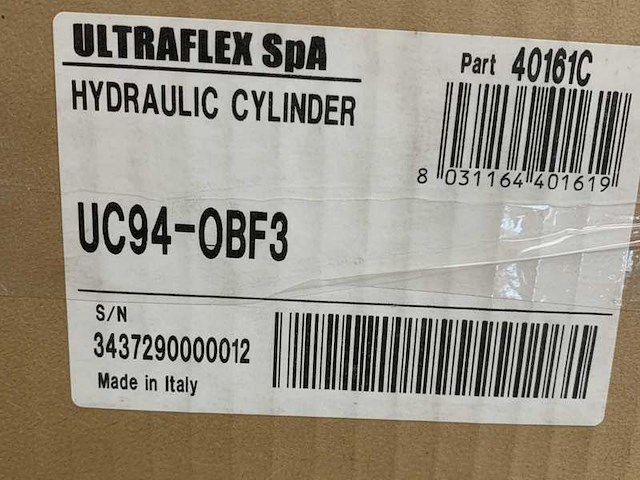 ULTRAFLEX SpA
Part 40161C
HYDRAULIC CYLINDER
8 031164 401619
UC94-OBF3
S/N
3437290000012
Made in Italy